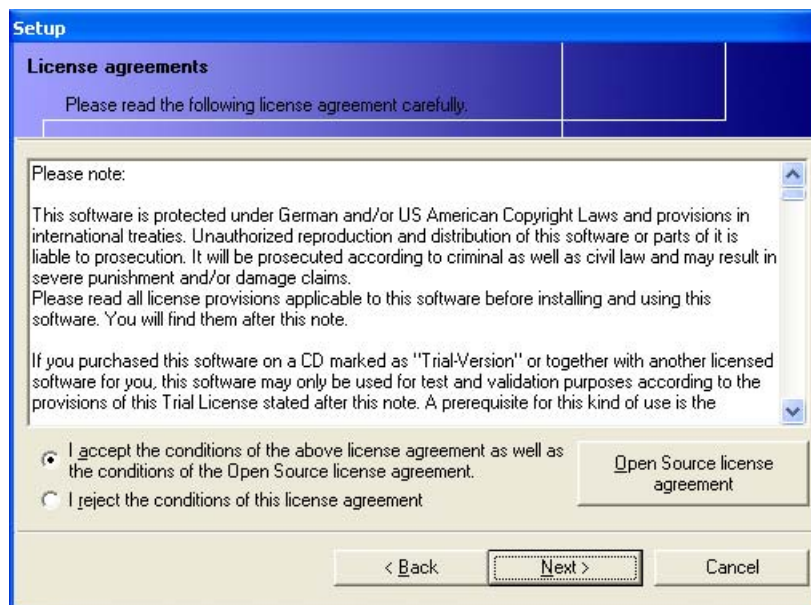 Setup
License agreements
Please read the following license agreement carefully.
Please note:
This software is protected under German and/or US American Copyright Laws and provisions in
international treaties. Unauthorized reproduction and distribution of this software or parts of it is
liable to prosecution. It will be prosecuted according to criminal as well as civil law and may result in
severe punishment and/or damage claims.
Please read all license provisions applicable to this software before installing and using this
software. You will find them after this note.
If you purchased this software on a CD marked as "Trial-Version" or together with another licensed
software for you, this software may only be used for test and validation purposes according to the
provisions of this Trial License stated after this note. A prerequisite for this kind of use is the
I accept the conditions of the above license agreement as well as
the conditions of the Open Source license agreement.
I reject the conditions of this license agreement
Open Source license
agreement
< Back
Next >
Cancel